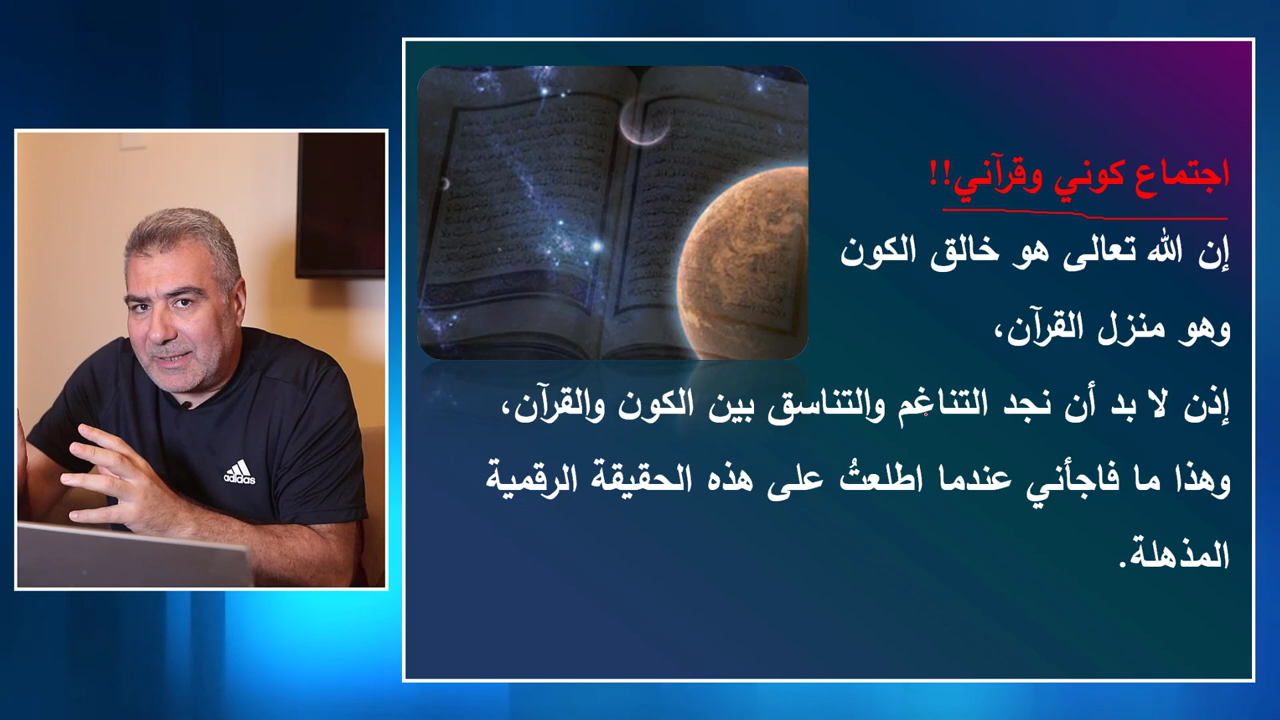 اجتماع كوني وقرآني!!
إن الله تعالى هو خالق الكون
وهو منزل القرآن،
إذن لا بد أن نجد التناغم والتناسق بين الكون والقرآن،
وهذا ما فاجأني عندما اطلعتُ على هذه الحقيقة الرقمية
المذهلة.
adidas